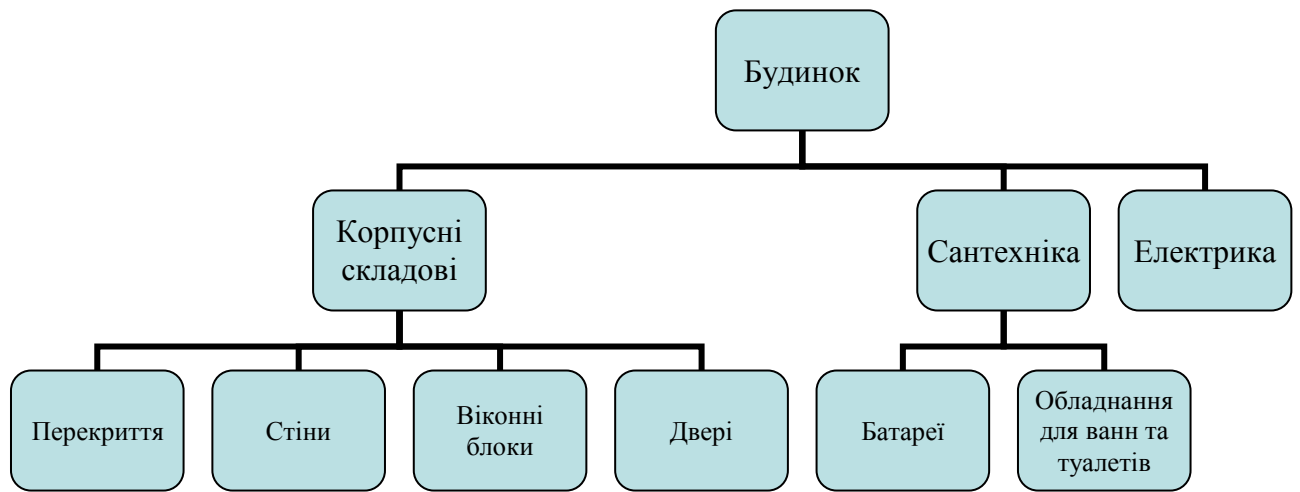 Будинок
Корпусні
складові
Сантехніка
Електрика
Перекриття
Стіни
Віконні
блоки
Двері
Батареї
Обладнання
для ванн та
туалетів